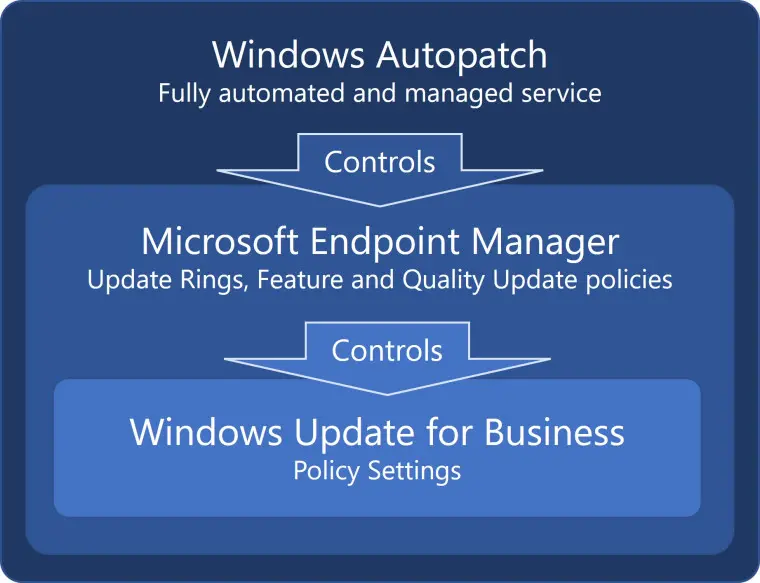 Windows Autopatch
Fully automated and managed service
Controls
Microsoft Endpoint Manager
Update Rings, Feature and Quality Update policies
Controls
Windows Update for Business
Policy Settings